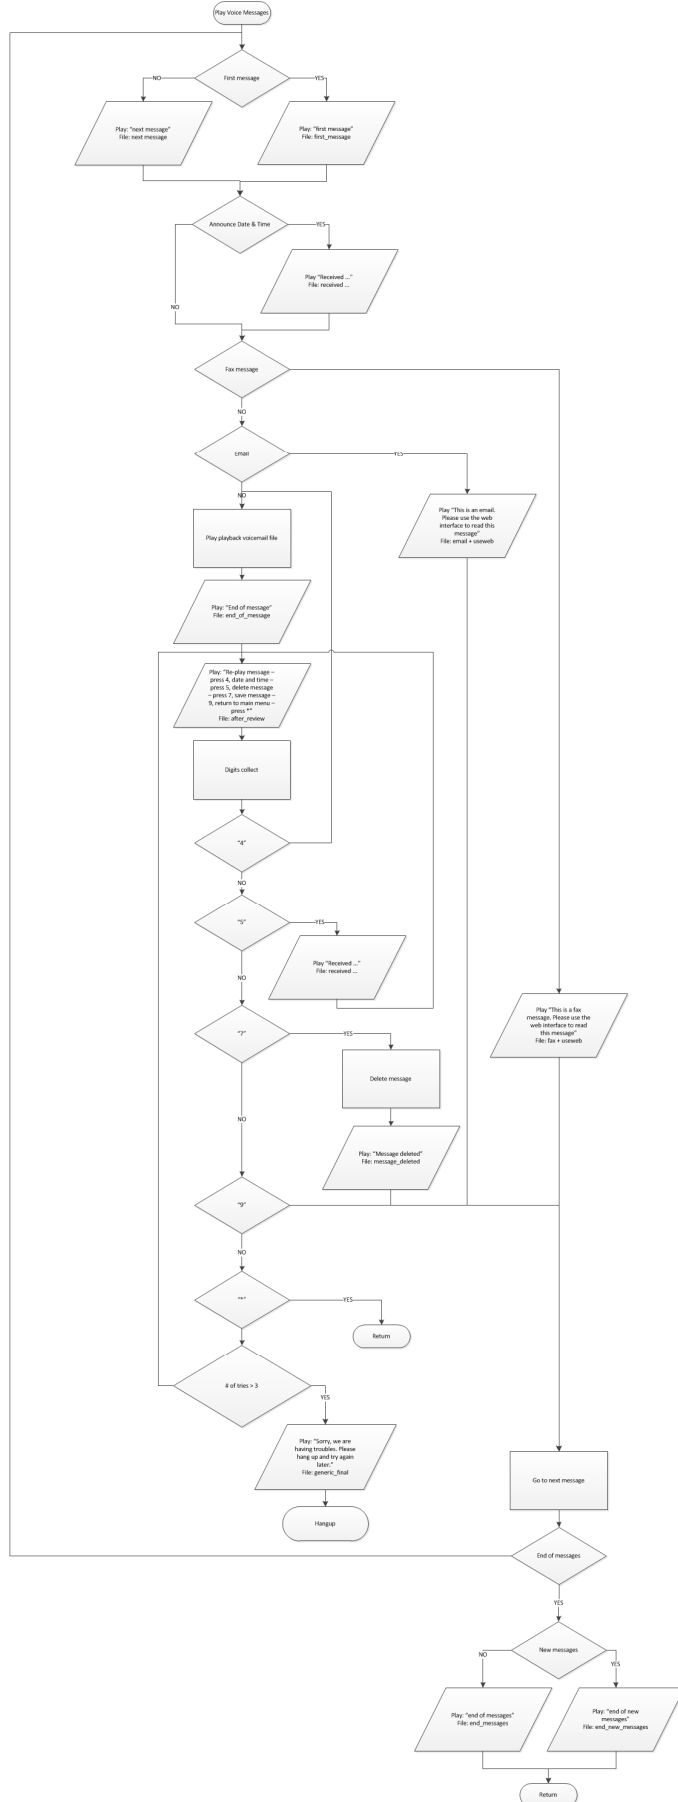 Play Voice Messages
First message
NO
YES
Play: "next message"
File: next message
Play: "first message"
File: first_message
Announce Date & Time
YES
Play "Received ..."
File: received ...
NO
Fax message
NO
Email
YES
NO
Play "This is an email.
Please use the web
interface to read this
message"
File: email + useweb
Play playback voicemail file
Play: "End of message"
File: end_of_message
Play: "Re-play message –
press 4, date and time –
press 5, delete message
– press 7, save message –
9, return to main menu –
press *"
File: after_review
Digits collect
"4"
NO
"5"
YES
Play "Received ..."
File: received ...
NO
Play "This is a fax
message. Please use the
web interface to read
this message"
File: fax + useweb
"7"
YES
Delete message
NO
Play: "Message deleted"
File: message_deleted
"9"
NO
"*"
YES
Return
# of tries > 3
YES
Play: "Sorry, we are
having troubles. Please
hang up and try again
later."
File: generic_final
Go to next message
Hangup
End of messages
YES
New messages
NO
YES
Play: "end of messages"
File: end_messages
Play: "end of new
messages"
File: end_new_messages
Return